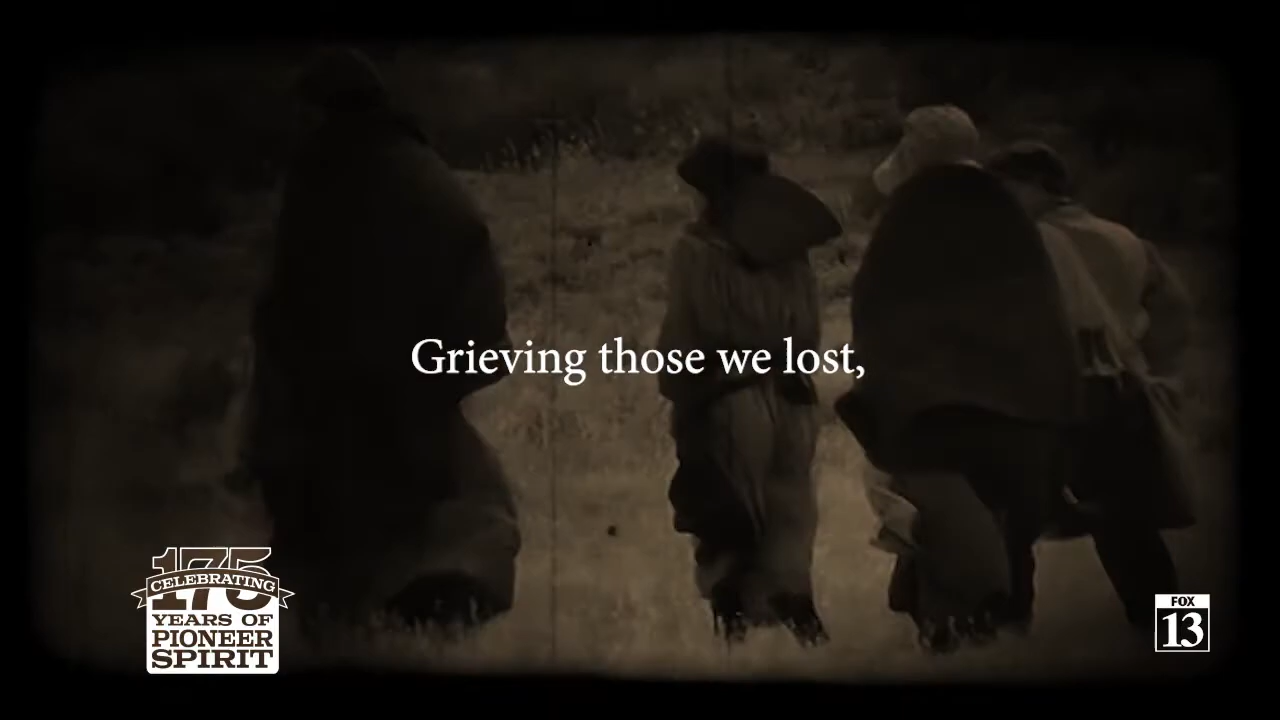 Grieving those we lost,
175
CELEBRATING
YEARS OF
PIONEER
SPIRIT
FOX
13